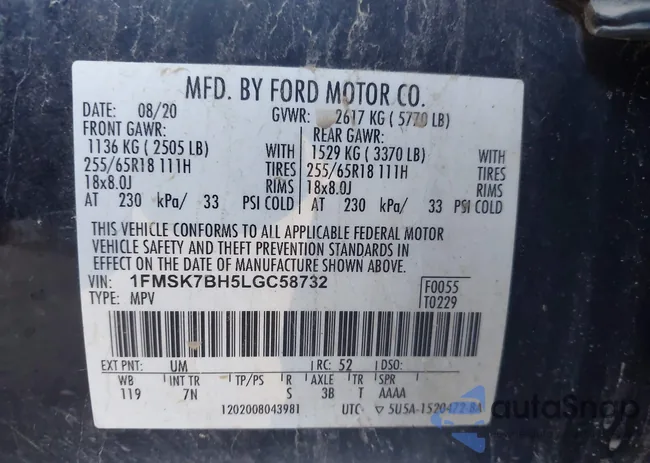 MFD. BY FORD MOTOR CO.
DATE: 08/20 GVWR: 2617 KG ( 5770 LB)
FRONT GAWR: REAR GAWR:
1136 KG ( 2505 LB) WITH 1529 KG ( 3370 LB) WITH
255/65R18 111H TIRES 255/65R18 111H TIRES
18x8.0J RIMS 18x8.0J RIMS
AT 230 kPa/ 33 PSI COLD AT 230 kPa/ 33 PSI COLD
THIS VEHICLE CONFORMS TO ALL APPLICABLE FEDERAL MOTOR
VEHICLE SAFETY AND THEFT PREVENTION STANDARDS IN
EFFECT ON THE DATE OF MANUFACTURE SHOWN ABOVE.
VIN: 1FMSK7BH5LGC58732 F0055
TYPE: MPV T0229
EXT PNT: UM RC: 52 DSO:
WB INT TR TP/PS R AXLE TR SPR
119 7N S 3B T AAAA
1202008043981 UTC ▽ 5U5A-1520472-BA
autoSnap